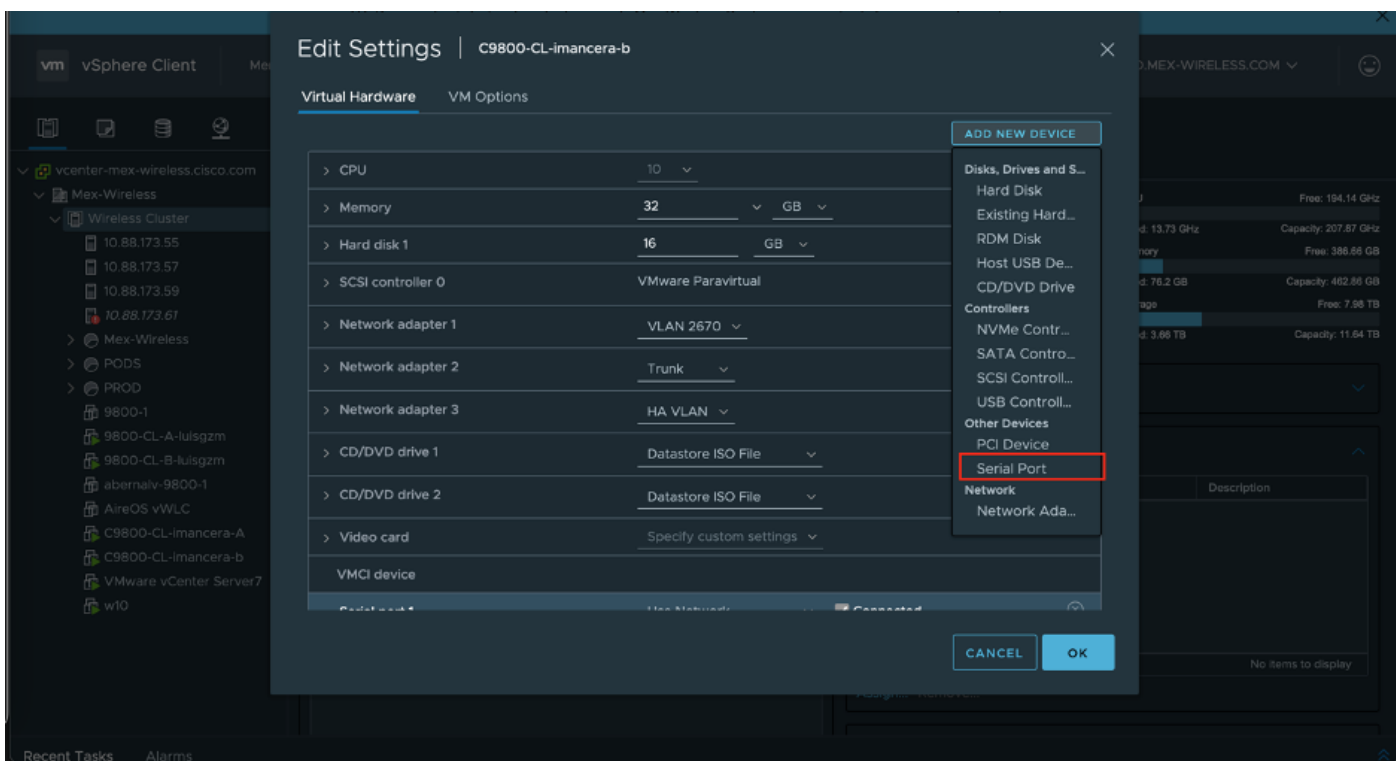 Edit Settings | C9800-CL-imancera-b
vm vSphere Client
.MEX-WIRELESS.COM
Virtual Hardware VM Options
ADD NEW DEVICE
vcenter-mex-wireless.cisco.com
Mex-Wireless
Wireless Cluster
10.88.173.55
10.88.173.57
10.88.173.59
10.88.173.61
Mex-Wireless
PODS
PROD
9800-1
9800-CL-A-luisgzm
9800-CL-B-luisgzm
abernaiv-9800-1
AireOS vWLC
C9800-CL-imancera-A
C9800-CL-imancera-b
VMware vCenter Server7
w10
CPU 10
Memory 32 GB
Hard disk 1 16 GB
SCSI controller 0 VMware Paravirtual
Network adapter 1 VLAN 2670
Network adapter 2 Trunk
Network adapter 3 HA VLAN
CD/DVD drive 1 Datastore ISO File
CD/DVD drive 2 Datastore ISO File
Video card Specify custom settings
VMCI device
Serial port 1 Use Network Connected
Disks, Drives and S...
Hard Disk
Existing Hard...
RDM Disk
Host USB De...
CD/DVD Drive
Controllers
NVMe Contr...
SATA Contro...
SCSI Controll...
USB Controll...
Other Devices
PCI Device
Serial Port
Network
Network Ada...
Free: 194.14 GHz
d: 13.73 GHz Capacity: 207.87 GHz
nory Free: 386.66 GB
d: 76.2 GB Capacity: 462.86 GB
rage Free: 7.98 TB
d: 3.66 TB Capacity: 11.64 TB
Description
No items to display
CANCEL OK
Recent Tasks Alarms